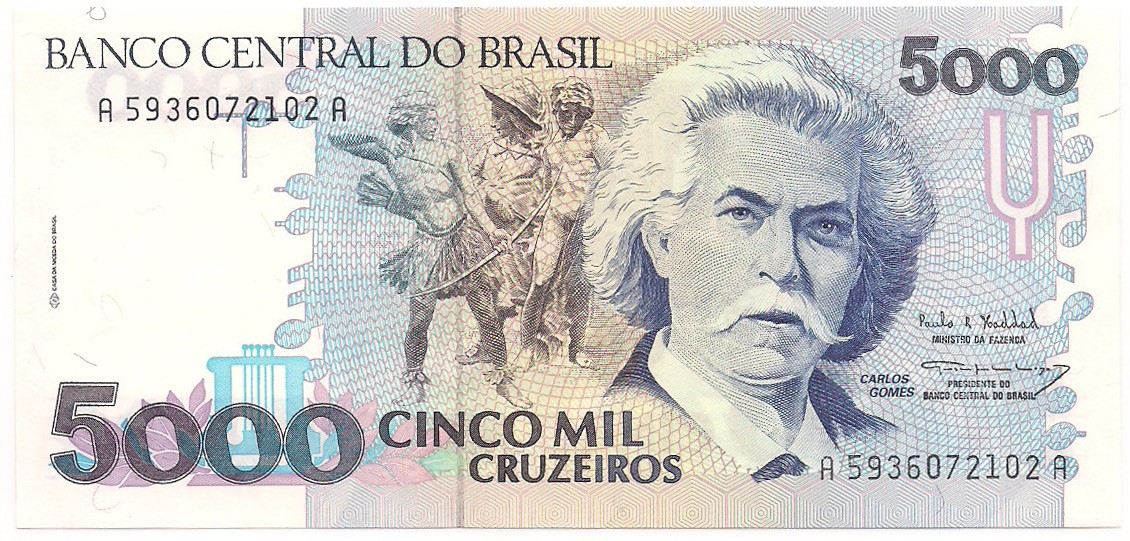 BANCO CENTRAL DO BRASIL
5000
A 5936072102 A
CASA DA MOEDA DO BRASIL
Paulo R Haddad
MINISTRO DA FAZENDA
CARLOS
GOMES
PRESIDENTE DO
BANCO CENTRAL DO BRASIL
5000
CINCO MIL
CRUZEIROS
A 5936072102 A